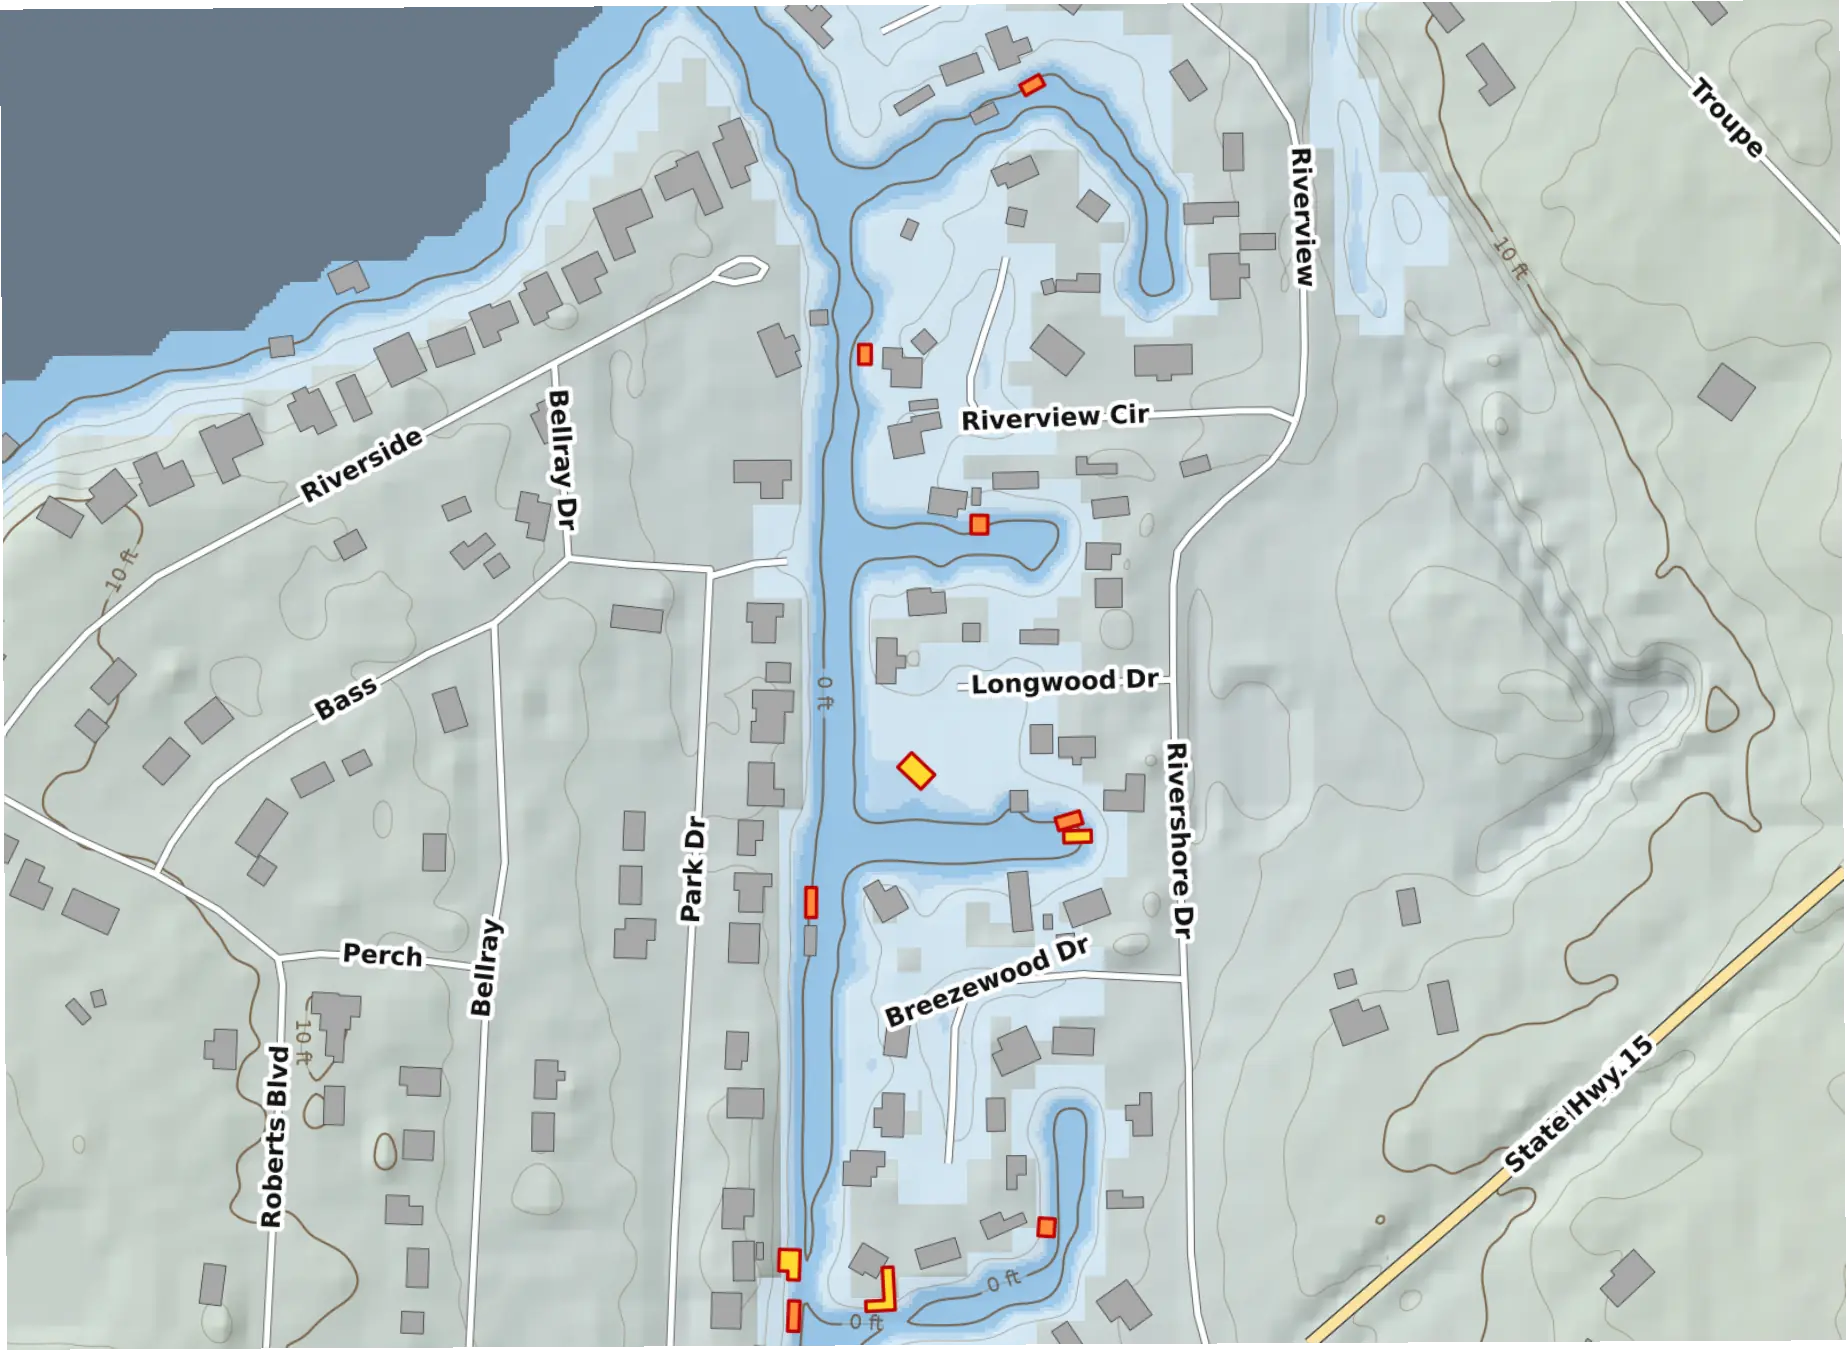 Troupe
Riverview
10 ft
Riverview Cir
Bellray Dr
Riverside
10 ft
Longwood Dr
0 ft
Bass
Rivershore Dr
Park Dr
Perch
Bellray
Breezewood Dr
10 ft
Roberts Blvd
State Hwy 15
0 ft
0 ft